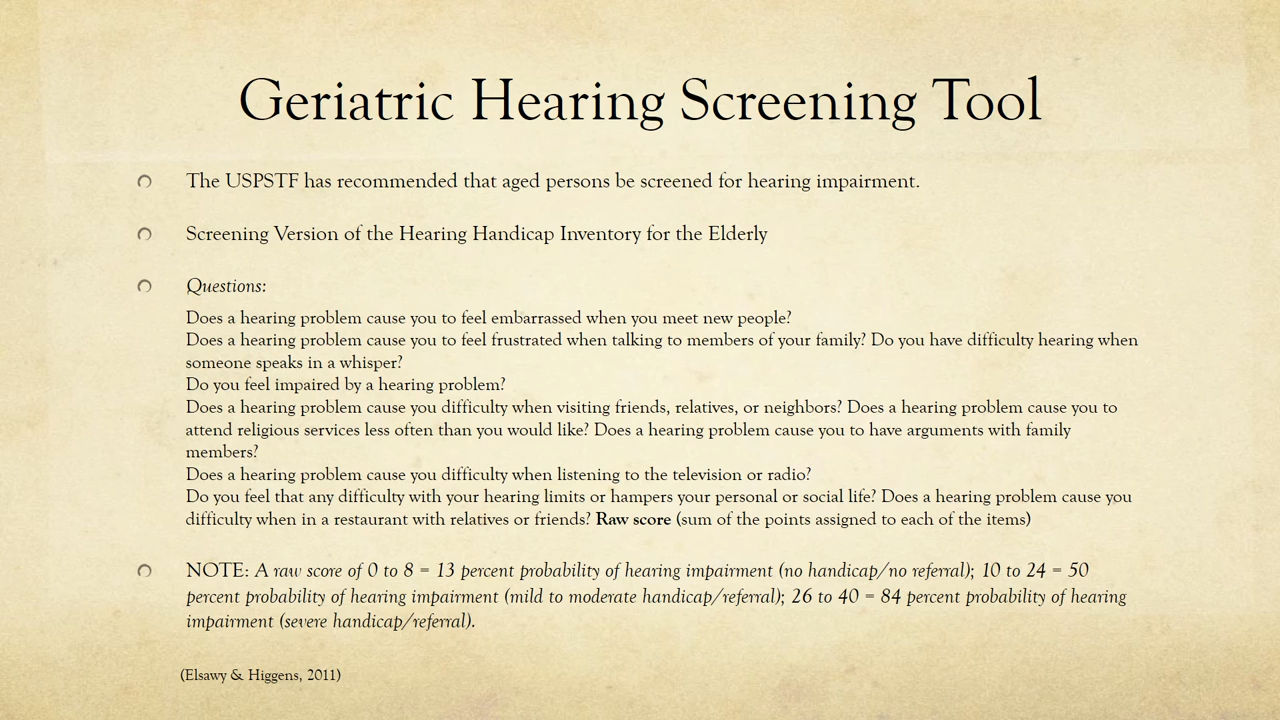 Geriatric Hearing Screening Tool
The USPSTF has recommended that aged persons be screened for hearing impairment.
Screening Version of the Hearing Handicap Inventory for the Elderly
Questions:
Does a hearing problem cause you to feel embarrassed when you meet new people?
Does a hearing problem cause you to feel frustrated when talking to members of your family? Do you have difficulty hearing when
someone speaks in a whisper?
Do you feel impaired by a hearing problem?
Does a hearing problem cause you difficulty when visiting friends, relatives, or neighbors? Does a hearing problem cause you to
attend religious services less often than you would like? Does a hearing problem cause you to have arguments with family
members?
Does a hearing problem cause you difficulty when listening to the television or radio?
Do you feel that any difficulty with your hearing limits or hampers your personal or social life? Does a hearing problem cause you
difficulty when in a restaurant with relatives or friends? Raw score (sum of the points assigned to each of the items)
NOTE: A raw score of 0 to 8 = 13 percent probability of hearing impairment (no handicap/no referral); 10 to 24 = 50
percent probability of hearing impairment (mild to moderate handicap/referral); 26 to 40 = 84 percent probability of hearing
impairment (severe handicap/referral).
(Elsawy & Higgens, 2011)